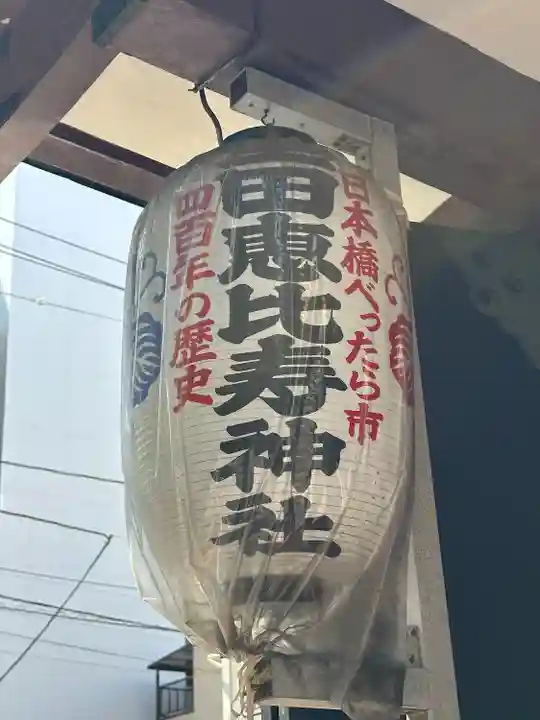 日本橋べったら市
田恵比寿神社
四百年の歴史